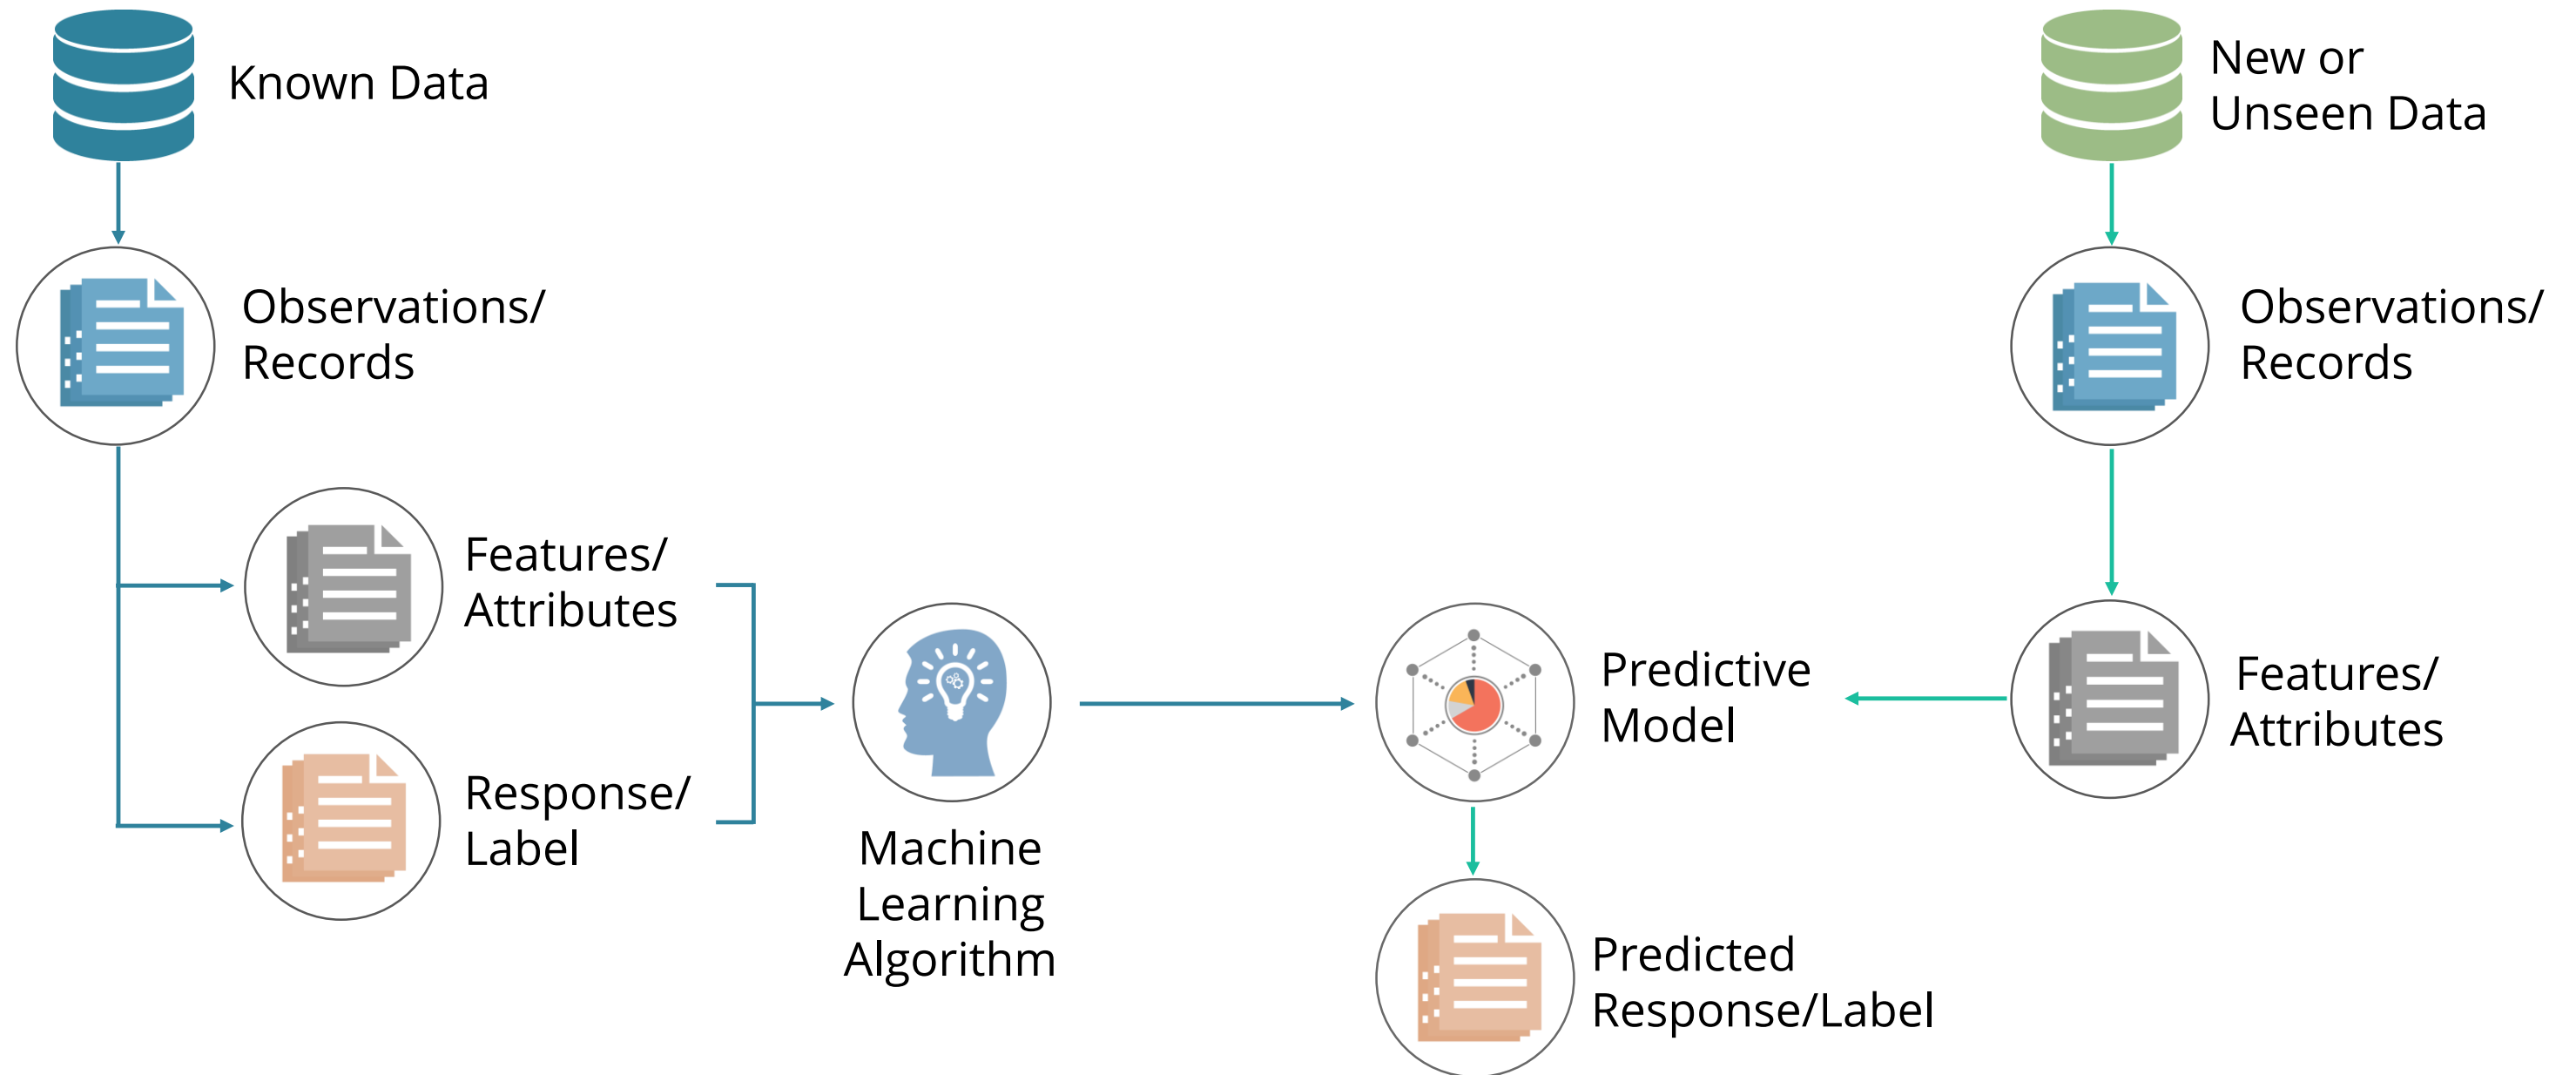 Known Data
New or
Unseen Data
Observations/
Records
Observations/
Records
Features/
Attributes
Response/
Label
Machine
Learning
Algorithm
Predictive
Model
Features/
Attributes
Predicted
Response/Label